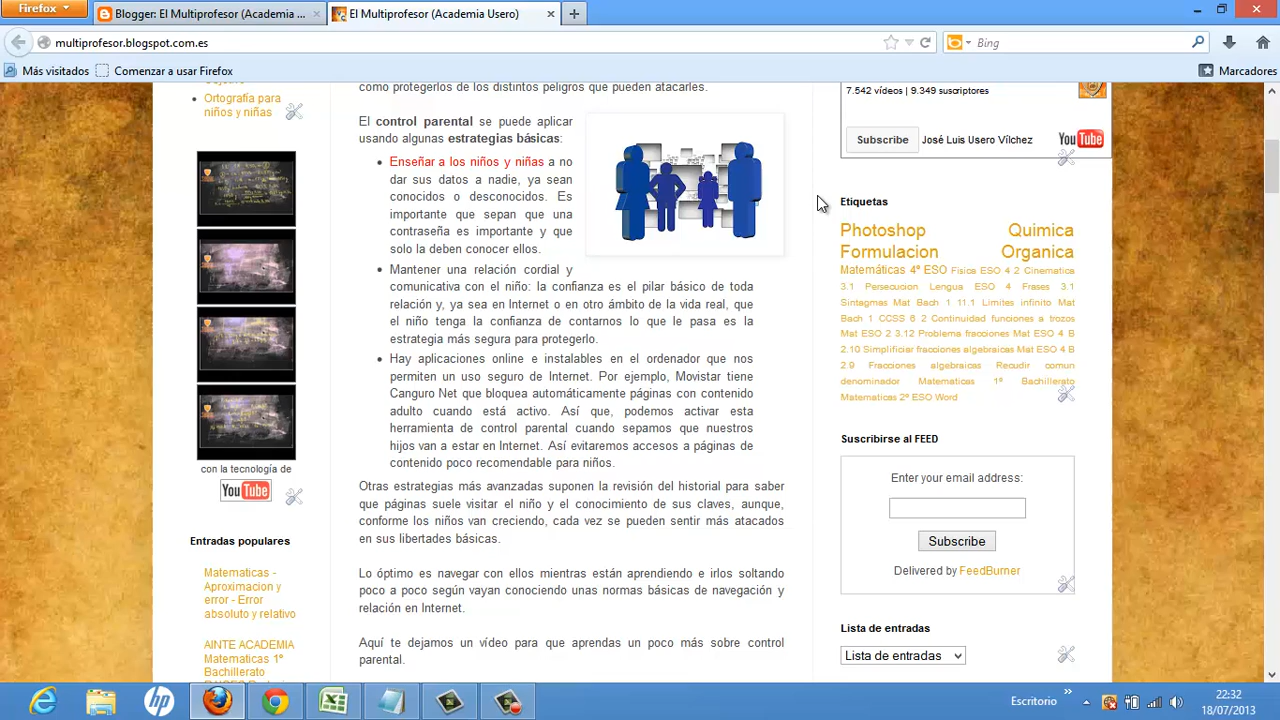 Firefox
Blogger: El Multiprofesor (Academia ...
El Multiprofesor (Academia Usero)
multiprofesor.blogspot.com.es
Bing
Más visitados
Comenzar a usar Firefox
Marcadores
Ortografía para
niños y niñas
con la tecnología de
YouTube
Entradas populares
Matematicas -
Aproximacion y
error - Error
absoluto y relativo
AINTE ACADEMIA
Matematicas 1º
Bachillerato
como protegerlos de los distintos peligros que pueden atacarles.
El control parental se puede aplicar
usando algunas estrategias básicas:
Enseñar a los niños y niñas a no
dar sus datos a nadie, ya sean
conocidos o desconocidos. Es
importante que sepan que una
contraseña es importante y que
solo la deben conocer ellos.
Mantener una relación cordial y
comunicativa con el niño: la confianza es el pilar básico de toda
relación y, ya sea en Internet o en otro ámbito de la vida real, que
el niño tenga la confianza de contarnos lo que le pasa es la
estrategia más segura para protegerlo.
Hay aplicaciones online e instalables en el ordenador que nos
permiten un uso seguro de Internet. Por ejemplo, Movistar tiene
Canguro Net que bloquea automáticamente páginas con contenido
adulto cuando está activo. Así que, podemos activar esta
herramienta de control parental cuando sepamos que nuestros
hijos van a estar en Internet. Así evitaremos accesos a páginas de
contenido poco recomendable para niños.
Otras estrategias más avanzadas suponen la revisión del historial para saber
que páginas suele visitar el niño y el conocimiento de sus claves, aunque,
conforme los niños van creciendo, cada vez se pueden sentir más atacados
en sus libertades básicas.
Lo óptimo es navegar con ellos mientras están aprendiendo e irlos soltando
poco a poco según vayan conociendo unas normas básicas de navegación y
relación en Internet.
Aquí te dejamos un vídeo para que aprendas un poco más sobre control
parental.
7.542 vídeos | 9.349 suscriptores
Subscribe José Luis Usero Vílchez YouTube
Etiquetas
Photoshop Quimica
Formulacion Organica
Matemáticas 4º ESO Fisica ESO 4 2 Cinematica
3.1 Persecucion Lengua ESO 4 Frases 3.1
Sintagmas Mat Bach 1 11.1 Limites infinito Mat
Bach 1 CCSS 6 2 Continuidad funciones a trozos
Mat ESO 2 3.12 Problema fracciones Mat ESO 4 B
2.10 Simplificiar fracciones algebraicas Mat ESO 4 B
2.9 Fracciones algebraicas Recudir comun
denominador Matematicas 1º Bachillerato
Matematicas 2º ESO Word
Suscribirse al FEED
Enter your email address:
Subscribe
Delivered by FeedBurner
Lista de entradas
Lista de entradas
Escritorio
22:32
18/07/2013